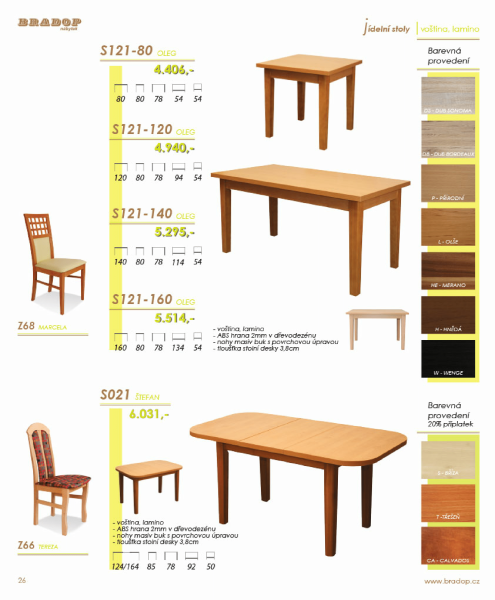 BRADOP
nábytek
jídelní stoly | voština, lamino
S121-80 OLEG
4.406,-
80 80 78 54 54
S121-120 OLEG
4.940,-
120 80 78 94 54
S121-140 OLEG
5.295,-
140 80 78 114 54
S121-160 OLEG
5.514,-
160 80 78 134 54
Z68 MARCELA
- voština, lamino
- ABS hrana 2mm v dřevodezénu
- nohy masiv buk s povrchovou úpravou
- tloušťka stolní desky 3,8cm
Barevná
provedení
DS - DUB SONOMA
DB - DUB BORDEAUX
P - PŘÍRODNÍ
L - OLŠE
ME - MERANO
H - HNĚDÁ
W - WENGE
S021 ŠTEFAN
6.031,-
- voština, lamino
- ABS hrana 2mm v dřevodezénu
- nohy masiv buk s povrchovou úpravou
- tloušťka stolní desky 3,8cm
124/164 85 78 92 50
Z66 TEREZA
Barevná
provedení
20% příplatek
T - TŘEŠEŇ
CA - CALVADOS
26
www.bradop.cz